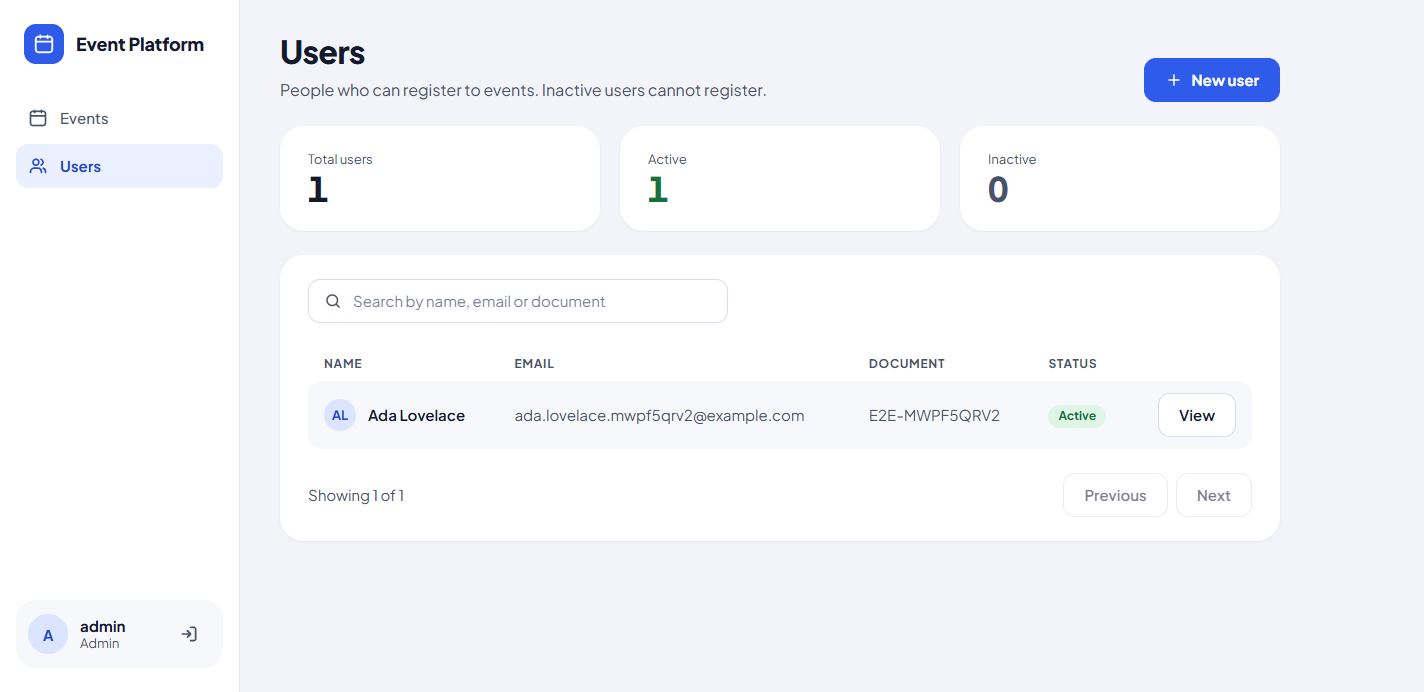 Event Platform
Events
Users
A
admin
Admin
Users
People who can register to events. Inactive users cannot register.
New user
Total users
1
Active
1
Inactive
0
Search by name, email or document
NAME EMAIL DOCUMENT STATUS
AL Ada Lovelace ada.lovelace.mwpf5qrv2@example.com E2E-MWPF5QRV2 Active View
Showing 1 of 1 Previous Next